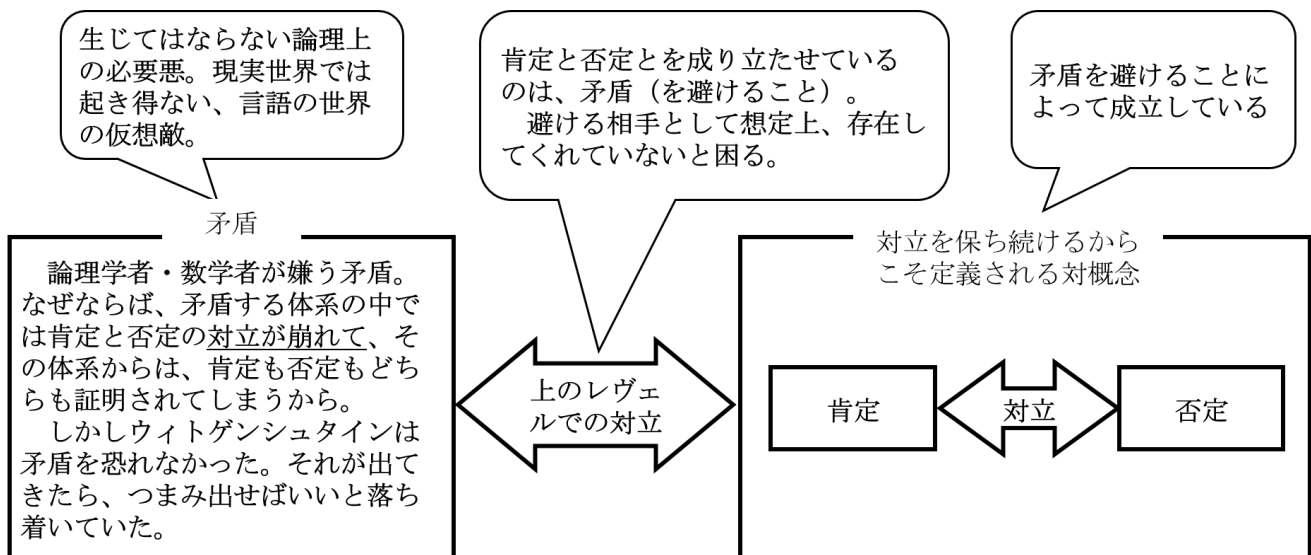 生じてはならない論理上
の必要悪。現実世界では
起き得ない、言語の世界
の仮想敵。
肯定と否定とを成り立たせている
のは、矛盾（を避けること）。
　避ける相手として想定上、存在し
てくれていないと困る。
矛盾を避けることに
よって成立している
矛盾
　論理学者・数学者が嫌う矛盾。
なぜならば、矛盾する体系の中で
は肯定と否定の対立が崩れて、そ
の体系からは、肯定も否定もどち
らも証明されてしまうから。
　しかしウィトゲンシュタインは
矛盾を恐れなかった。それが出て
きたら、つまみ出せばいいと落ち
着いていた。
上のレヴェ
ルでの対立
対立を保ち続けるから
こそ定義される対概念
肯定
対立
否定